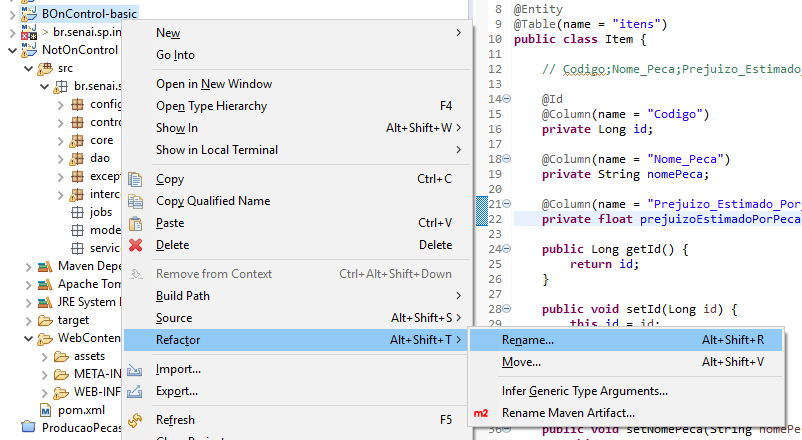 BOnControl-basic
> br.senai.sp.in
NotOnControl
src
br.senai.s
config
contro
core
dao
except
interce
jobs
mode
service
Maven Depe
Apache Tom
JRE System L
target
WebConten
assets
META-IN
WEB-INF
pom.xml
ProducaoPecas
New
Go Into
Open in New Window
Open Type Hierarchy F4
Show In Alt+Shift+W
Show in Local Terminal
Copy Ctrl+C
Copy Qualified Name
Paste Ctrl+V
Delete Delete
Remove from Context Ctrl+Alt+Shift+Down
Build Path
Source Alt+Shift+S
Refactor Alt+Shift+T
Import...
Export...
Refresh F5
Rename... Alt+Shift+R
Move... Alt+Shift+V
Infer Generic Type Arguments...
m2 Rename Maven Artifact...
8 @Entity
9 @Table(name = "itens")
10 public class Item {
11
12 // Codigo;Nome_Peca;Prejuizo_Estimado_
13
14 @Id
15 @Column(name = "Codigo")
16 private Long id;
17
18 @Column(name = "Nome_Peca")
19 private String nomePeca;
20
21 @Column(name = "Prejuizo_Estimado_Por_
22 private float prejuizoEstimadoPorPeca
23
24 public Long getId() {
25 return id;
26 }
27
28 public void setId(Long id) {
29 this.id = id;
36 public void setNomePeca(String nomePe